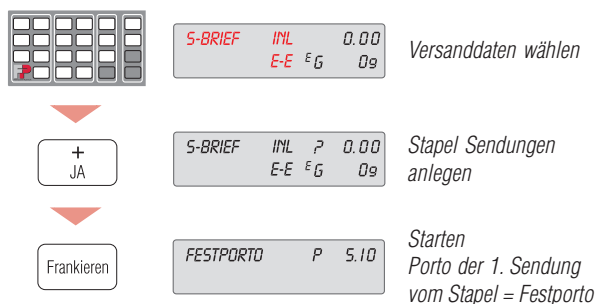 S-BRIEF INL 0.00
E-E EG 0g
Versanddaten wählen
+
JA
S-BRIEF INL ? 0.00
E-E EG 0g
Stapel Sendungen
anlegen
Frankieren
FESTPORTO P 5.10
Starten
Porto der 1. Sendung
vom Stapel = Festporto